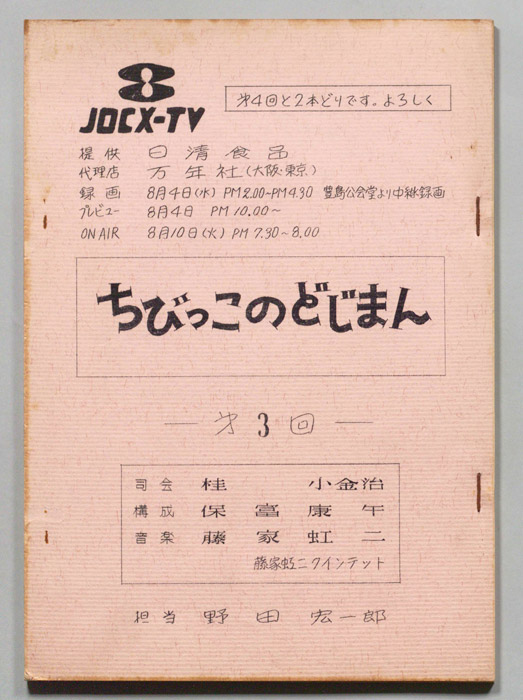 8
JOCX-TV
才4回と2本どりです。よろしく
提供 日清食品
代理店 万年社(大阪・東京)
録画 8月4日(水) PM2.00~PM4.30 豊島公会堂より中継録画
プレビュー 8月4日 PM10.00~
ON AIR 8月10日(火) PM7.30~8.00
ちびっこのどじまん
— 才3回 —
司会 桂 小金治
構成 保富康午
音楽 藤家虹二
藤家虹二クインテット
担当 野田宏一郎